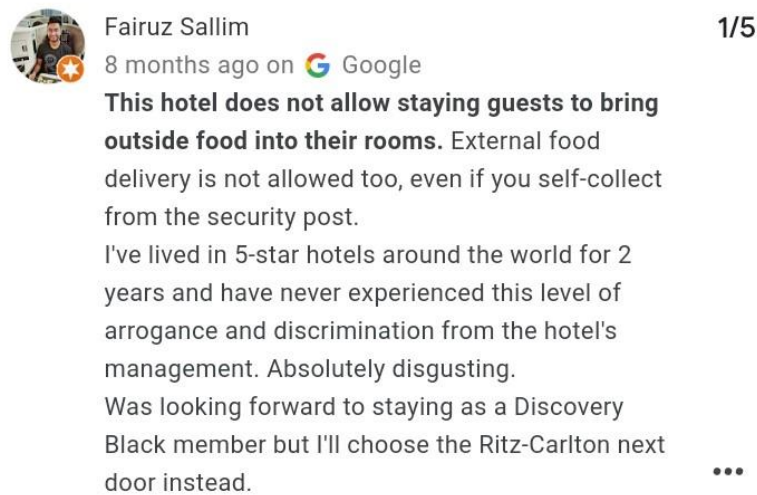 Fairuz Sallim
1/5
8 months ago on Google
This hotel does not allow staying guests to bring
outside food into their rooms. External food
delivery is not allowed too, even if you self-collect
from the security post.
I've lived in 5-star hotels around the world for 2
years and have never experienced this level of
arrogance and discrimination from the hotel's
management. Absolutely disgusting.
Was looking forward to staying as a Discovery
Black member but I'll choose the Ritz-Carlton next
door instead.